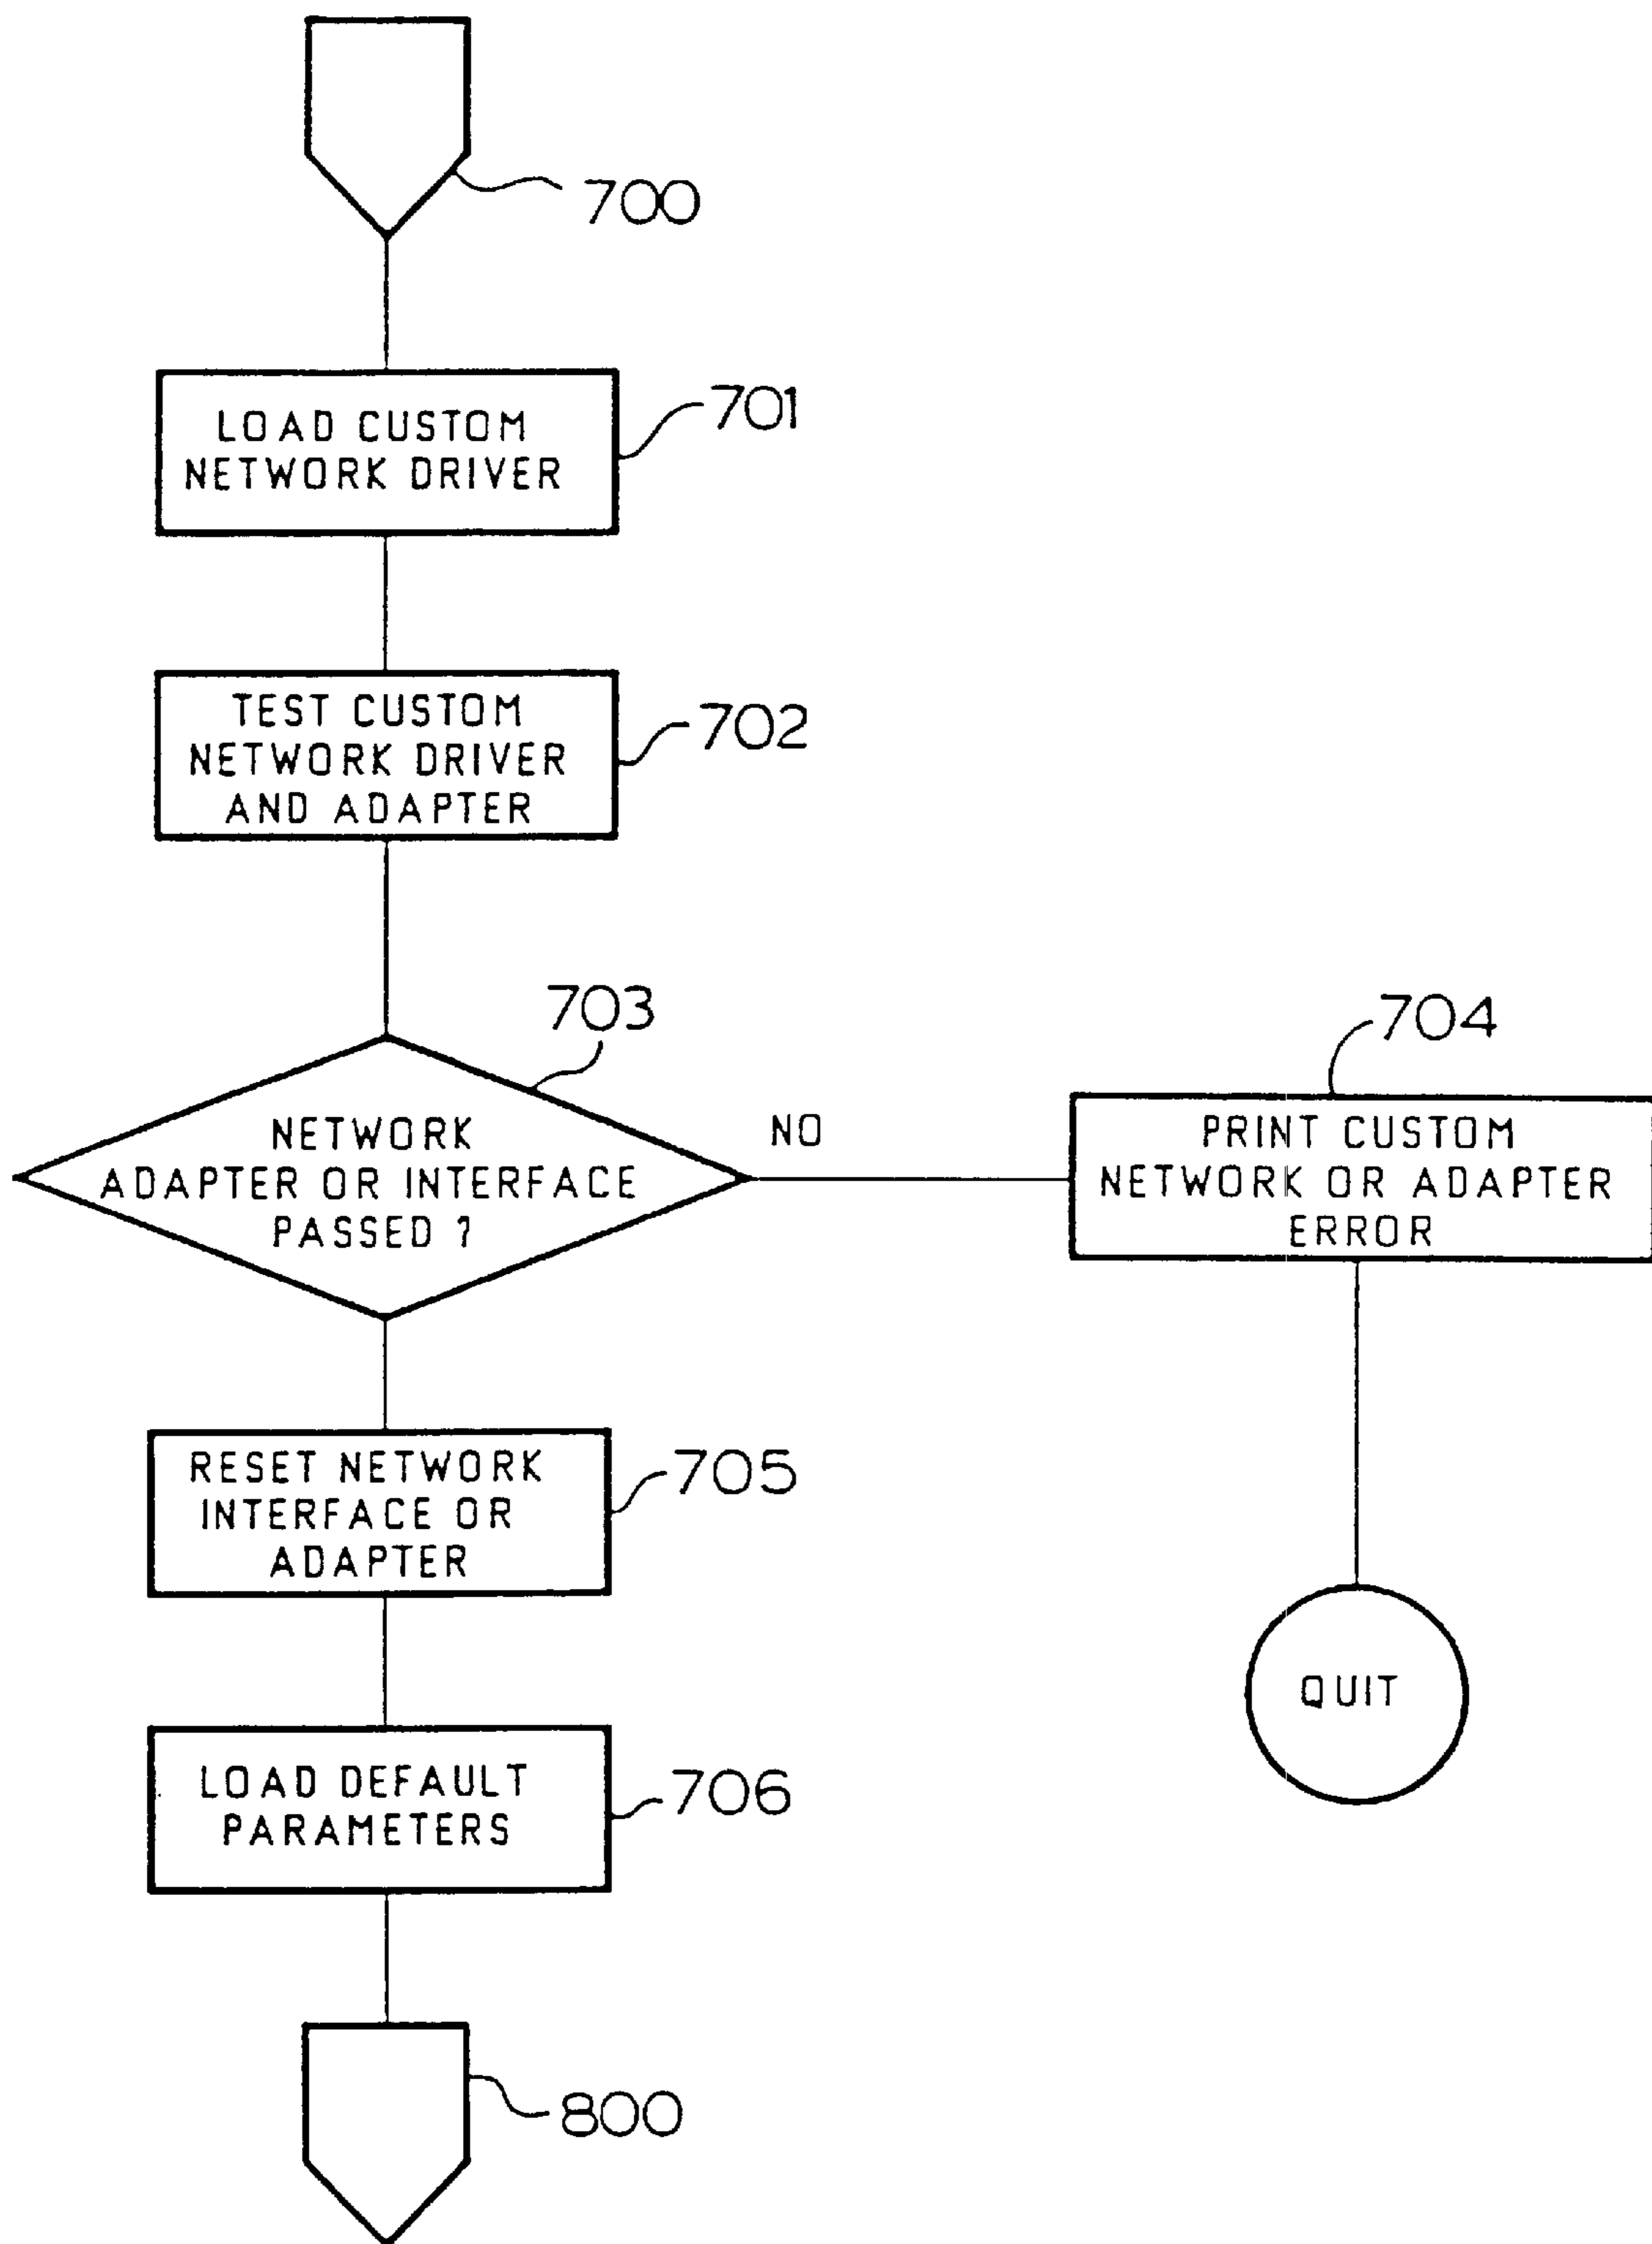 700
LOAD CUSTOM
NETWORK DRIVER
701
TEST CUSTOM
NETWORK DRIVER
AND ADAPTER
702
703
NETWORK
ADAPTER OR INTERFACE
PASSED ?
NO
704
PRINT CUSTOM
NETWORK OR ADAPTER
ERROR
RESET NETWORK
INTERFACE OR
ADAPTER
705
QUIT
LOAD DEFAULT
PARAMETERS
706
800